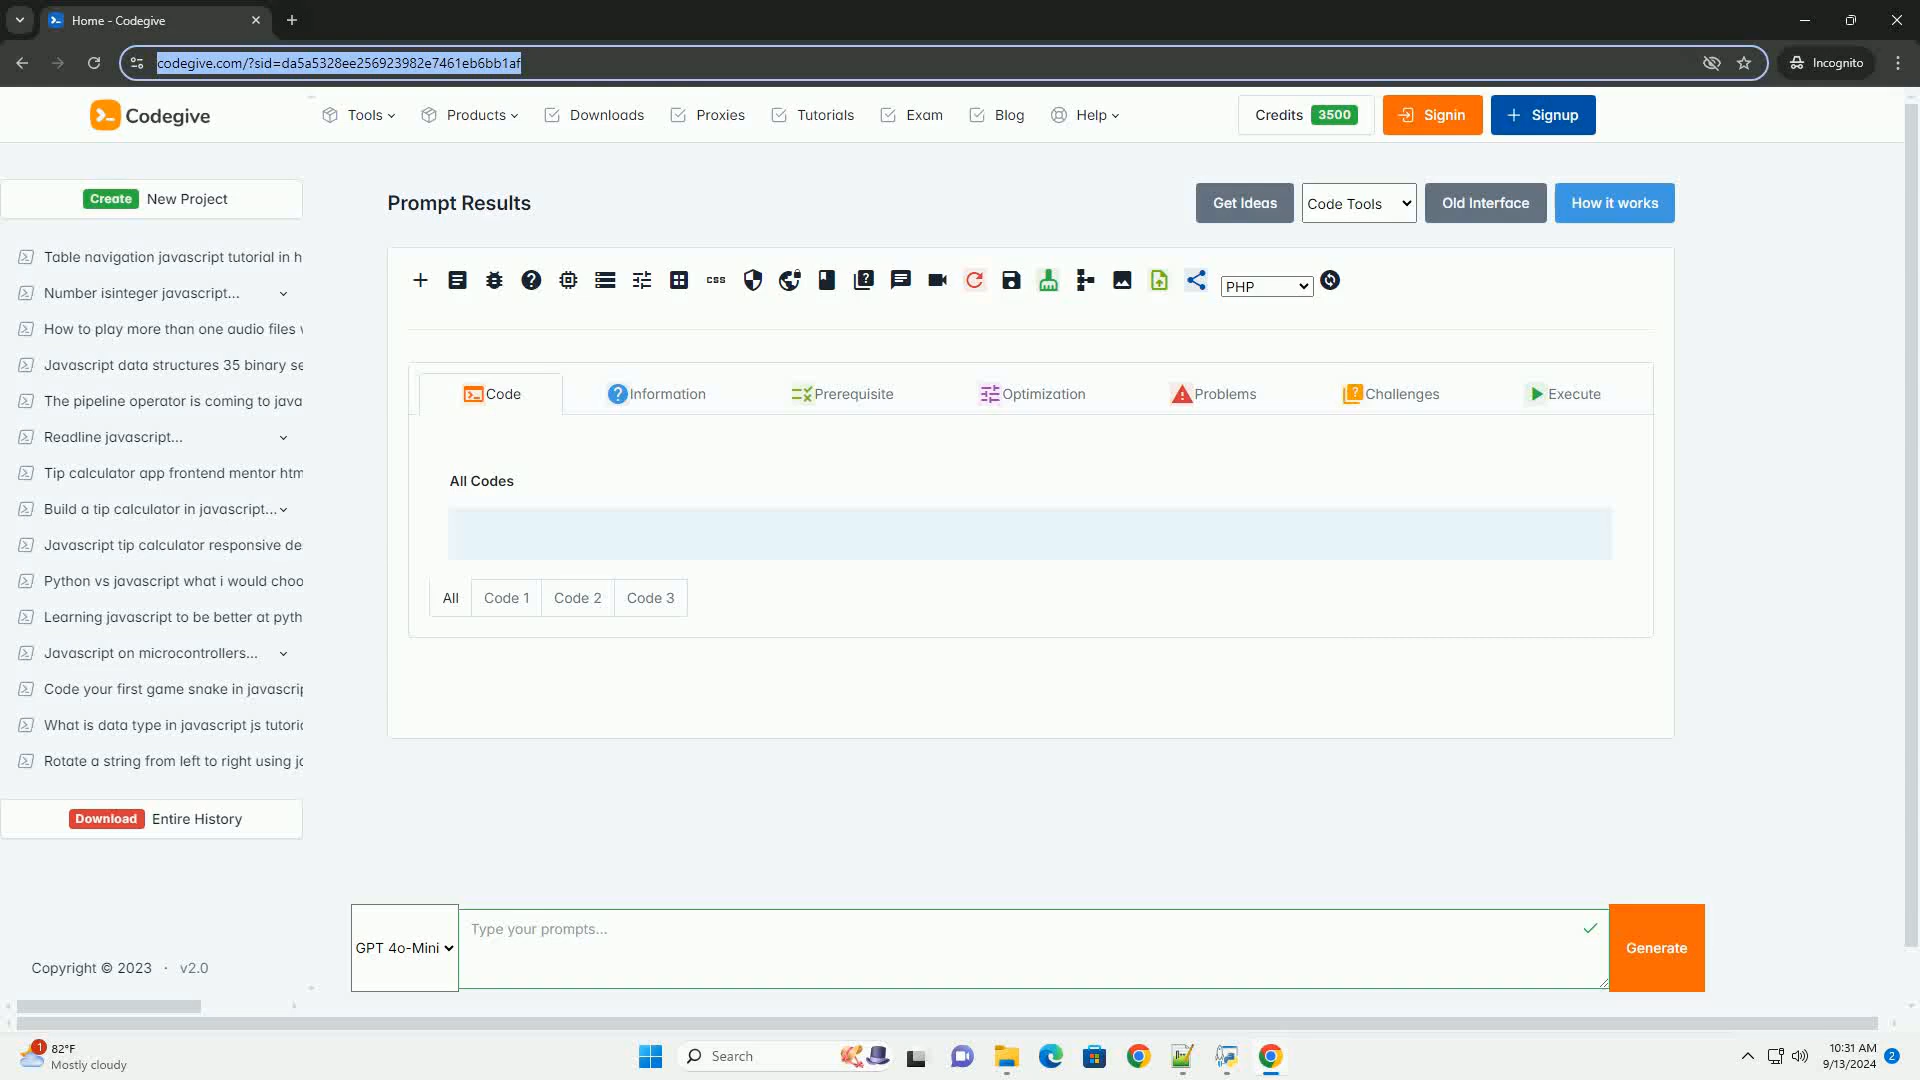 Home - Codegive
codegive.com/?sid=da5a5328ee256923982e7461eb6bb1af
Incognito
Codegive
Tools
Products
Downloads
Proxies
Tutorials
Exam
Blog
Help
Credits 3500
Signin
Signup
Create New Project
Prompt Results
Get Ideas
Code Tools
Old Interface
How it works
Table navigation javascript tutorial in h
Number isinteger javascript...
How to play more than one audio files v
Javascript data structures 35 binary se
The pipeline operator is coming to java
Readline javascript...
Tip calculator app frontend mentor htm
Build a tip calculator in javascript...
Javascript tip calculator responsive de
Python vs javascript what i would choo
Learning javascript to be better at pyth
Javascript on microcontrollers...
Code your first game snake in javascrip
What is data type in javascript js tutoric
Rotate a string from left to right using jc
Download Entire History
css
PHP
Code
Information
Prerequisite
Optimization
Problems
Challenges
Execute
All Codes
All
Code 1
Code 2
Code 3
GPT 4o-Mini
Type your prompts...
Generate
Copyright © 2023 · v2.0
1
82°F
Mostly cloudy
Search
10:31 AM
9/13/2024
2